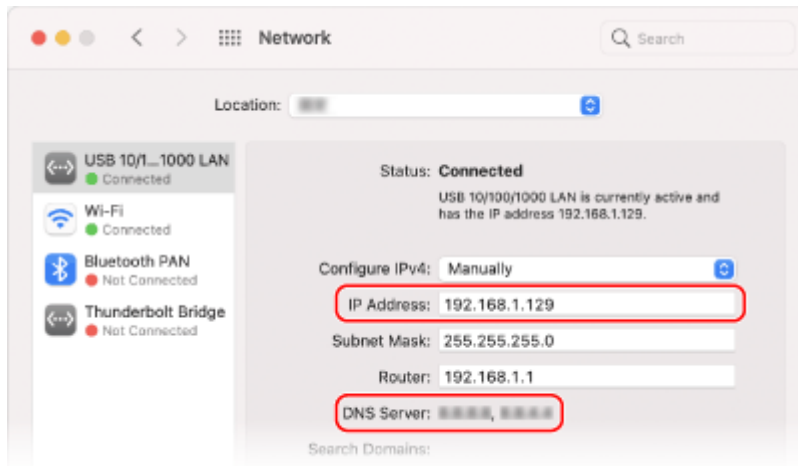 Network
Search
Location:
USB 10/1...1000 LAN
Connected
Wi-Fi
Connected
Bluetooth PAN
Not Connected
Thunderbolt Bridge
Not Connected
Status: Connected
USB 10/100/1000 LAN is currently active and
has the IP address 192.168.1.129.
Configure IPv4: Manually
IP Address: 192.168.1.129
Subnet Mask: 255.255.255.0
Router: 192.168.1.1
DNS Server:
Search Domains: